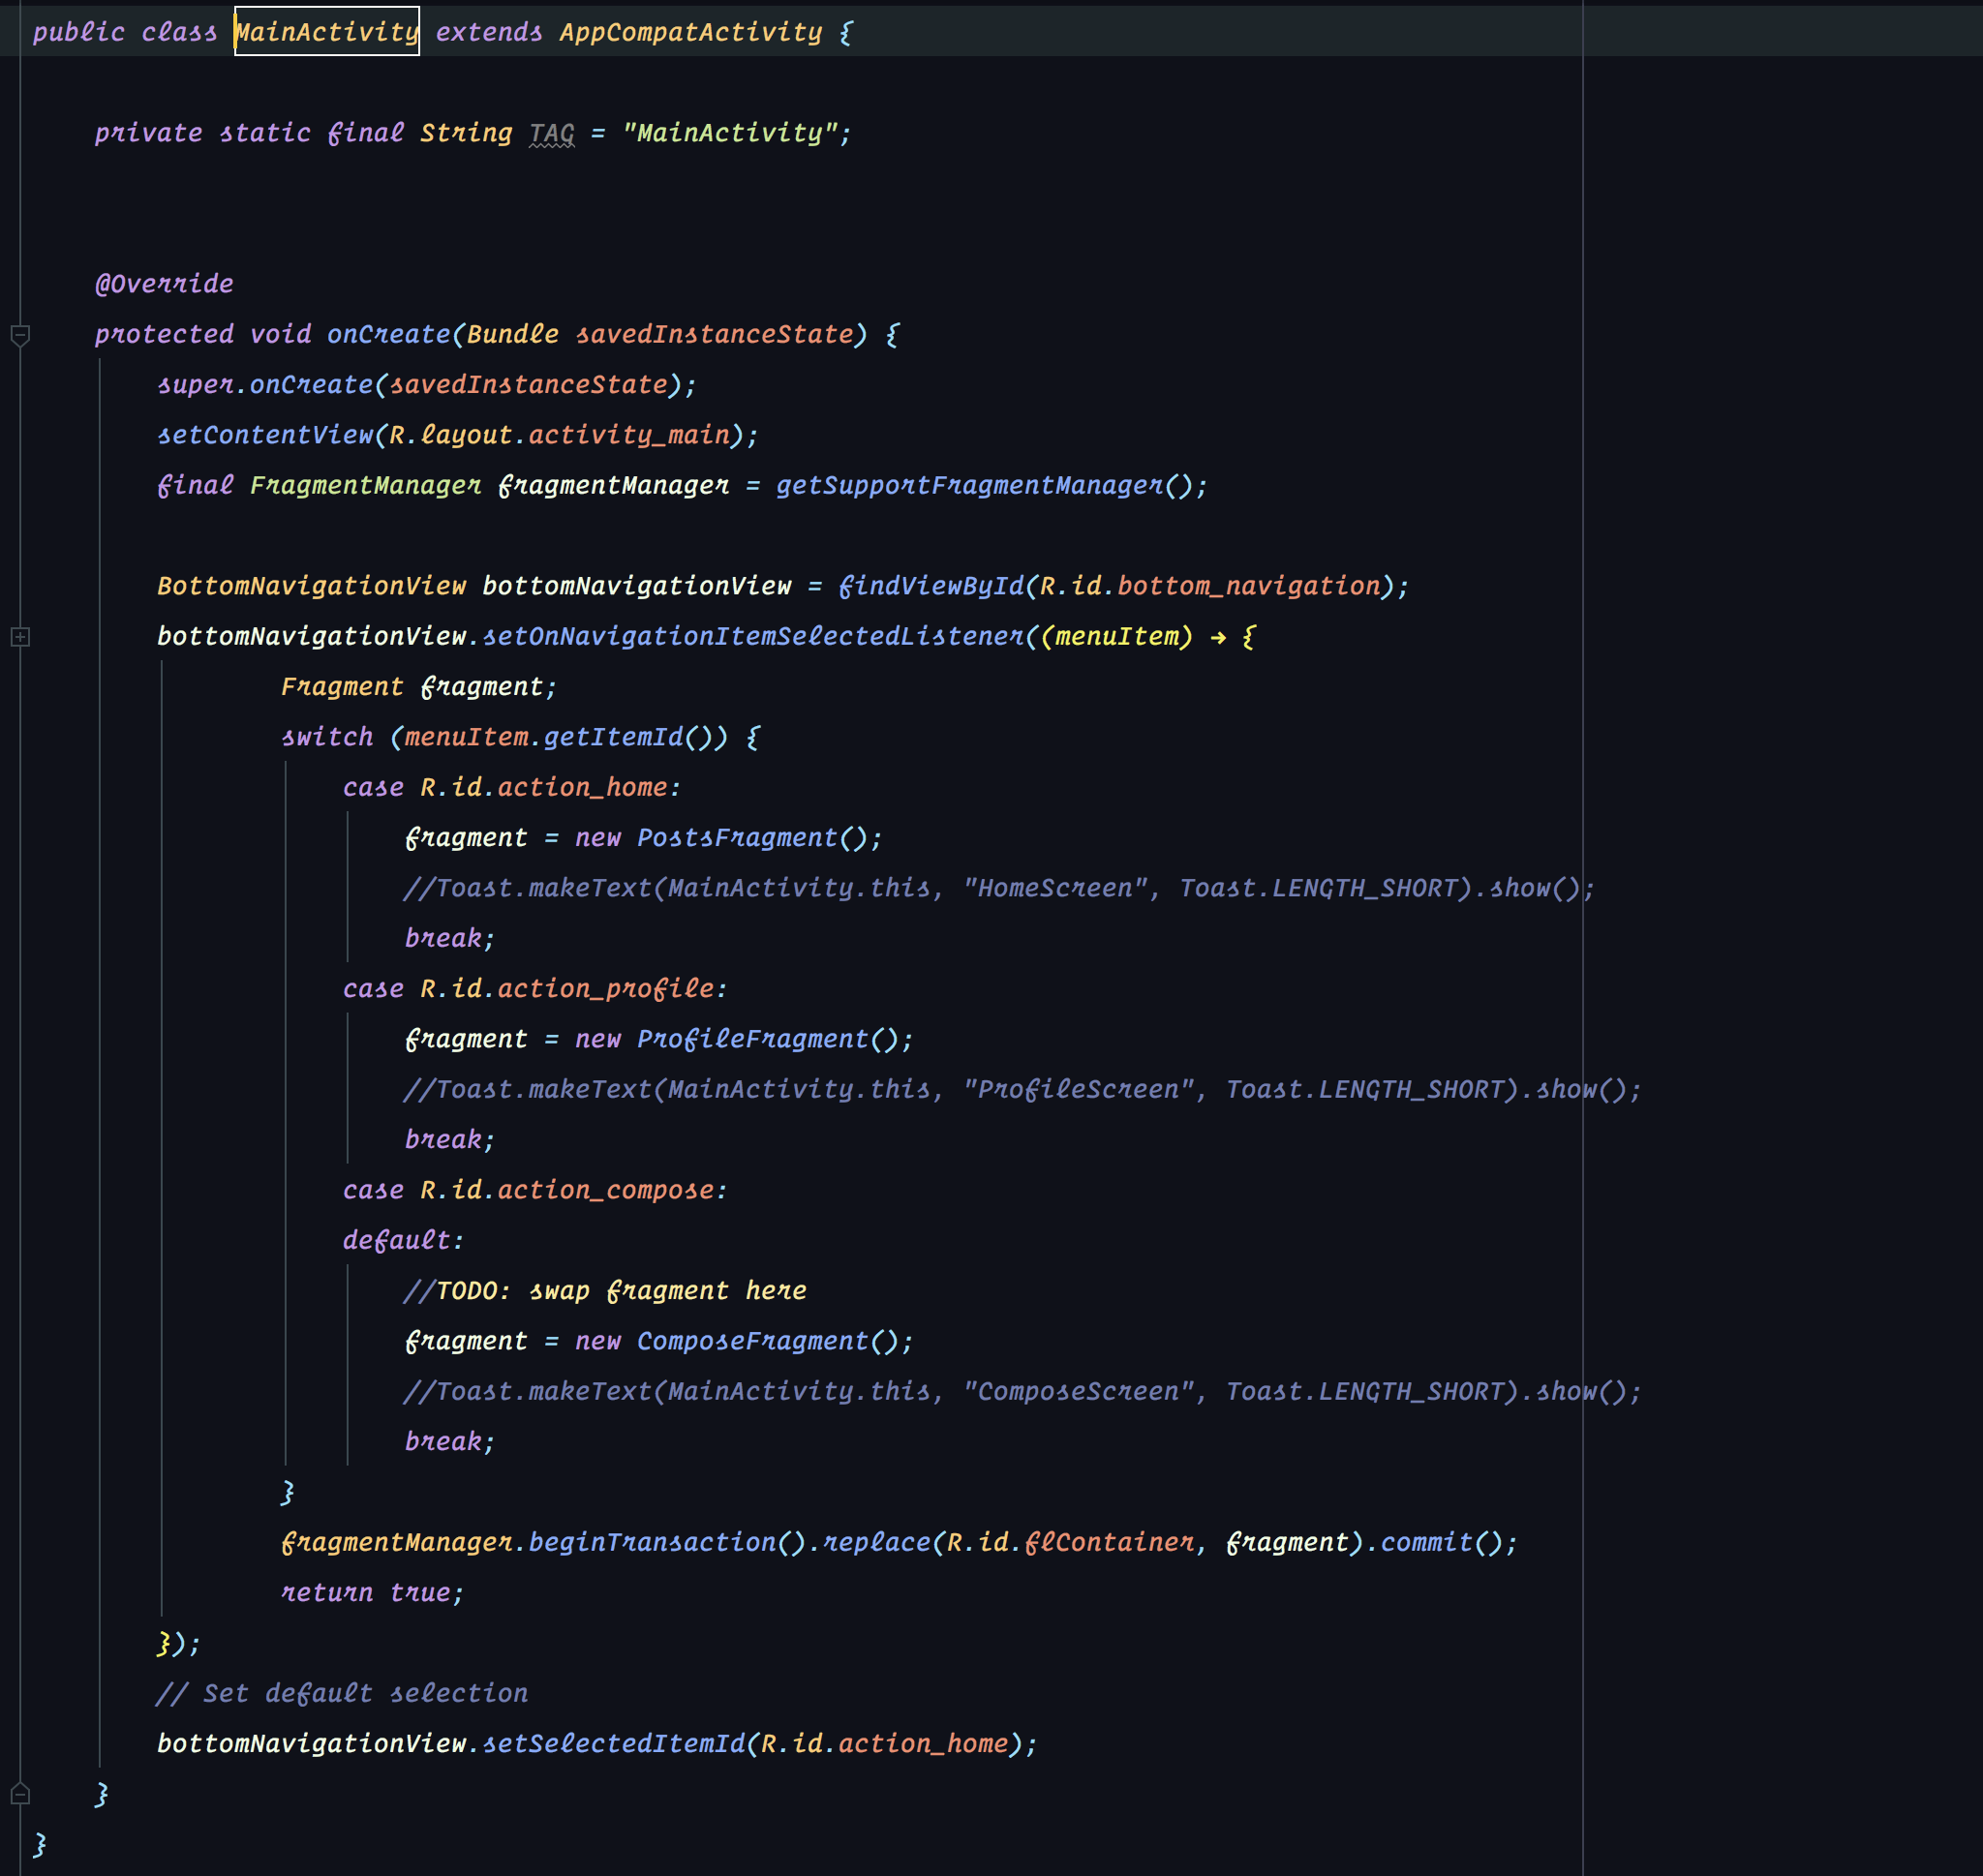 public class MainActivity extends AppCompatActivity {
private static final String TAG = "MainActivity";
@Override
protected void onCreate(Bundle savedInstanceState) {
super.onCreate(savedInstanceState);
setContentView(R.layout.activity_main);
final FragmentManager fragmentManager = getSupportFragmentManager();
BottomNavigationView bottomNavigationView = findViewById(R.id.bottom_navigation);
bottomNavigationView.setOnNavigationItemSelectedListener((menuItem) → {
Fragment fragment;
switch (menuItem.getItemId()) {
case R.id.action_home:
fragment = new PostsFragment();
//Toast.makeText(MainActivity.this, "HomeScreen", Toast.LENGTH_SHORT).show();
break;
case R.id.action_profile:
fragment = new ProfileFragment();
//Toast.makeText(MainActivity.this, "ProfileScreen", Toast.LENGTH_SHORT).show();
break;
case R.id.action_compose:
default:
//TODO: swap fragment here
fragment = new ComposeFragment();
//Toast.makeText(MainActivity.this, "ComposeScreen", Toast.LENGTH_SHORT).show();
break;
}
fragmentManager.beginTransaction().replace(R.id.flContainer, fragment).commit();
return true;
});
// Set default selection
bottomNavigationView.setSelectedItemId(R.id.action_home);
}
}